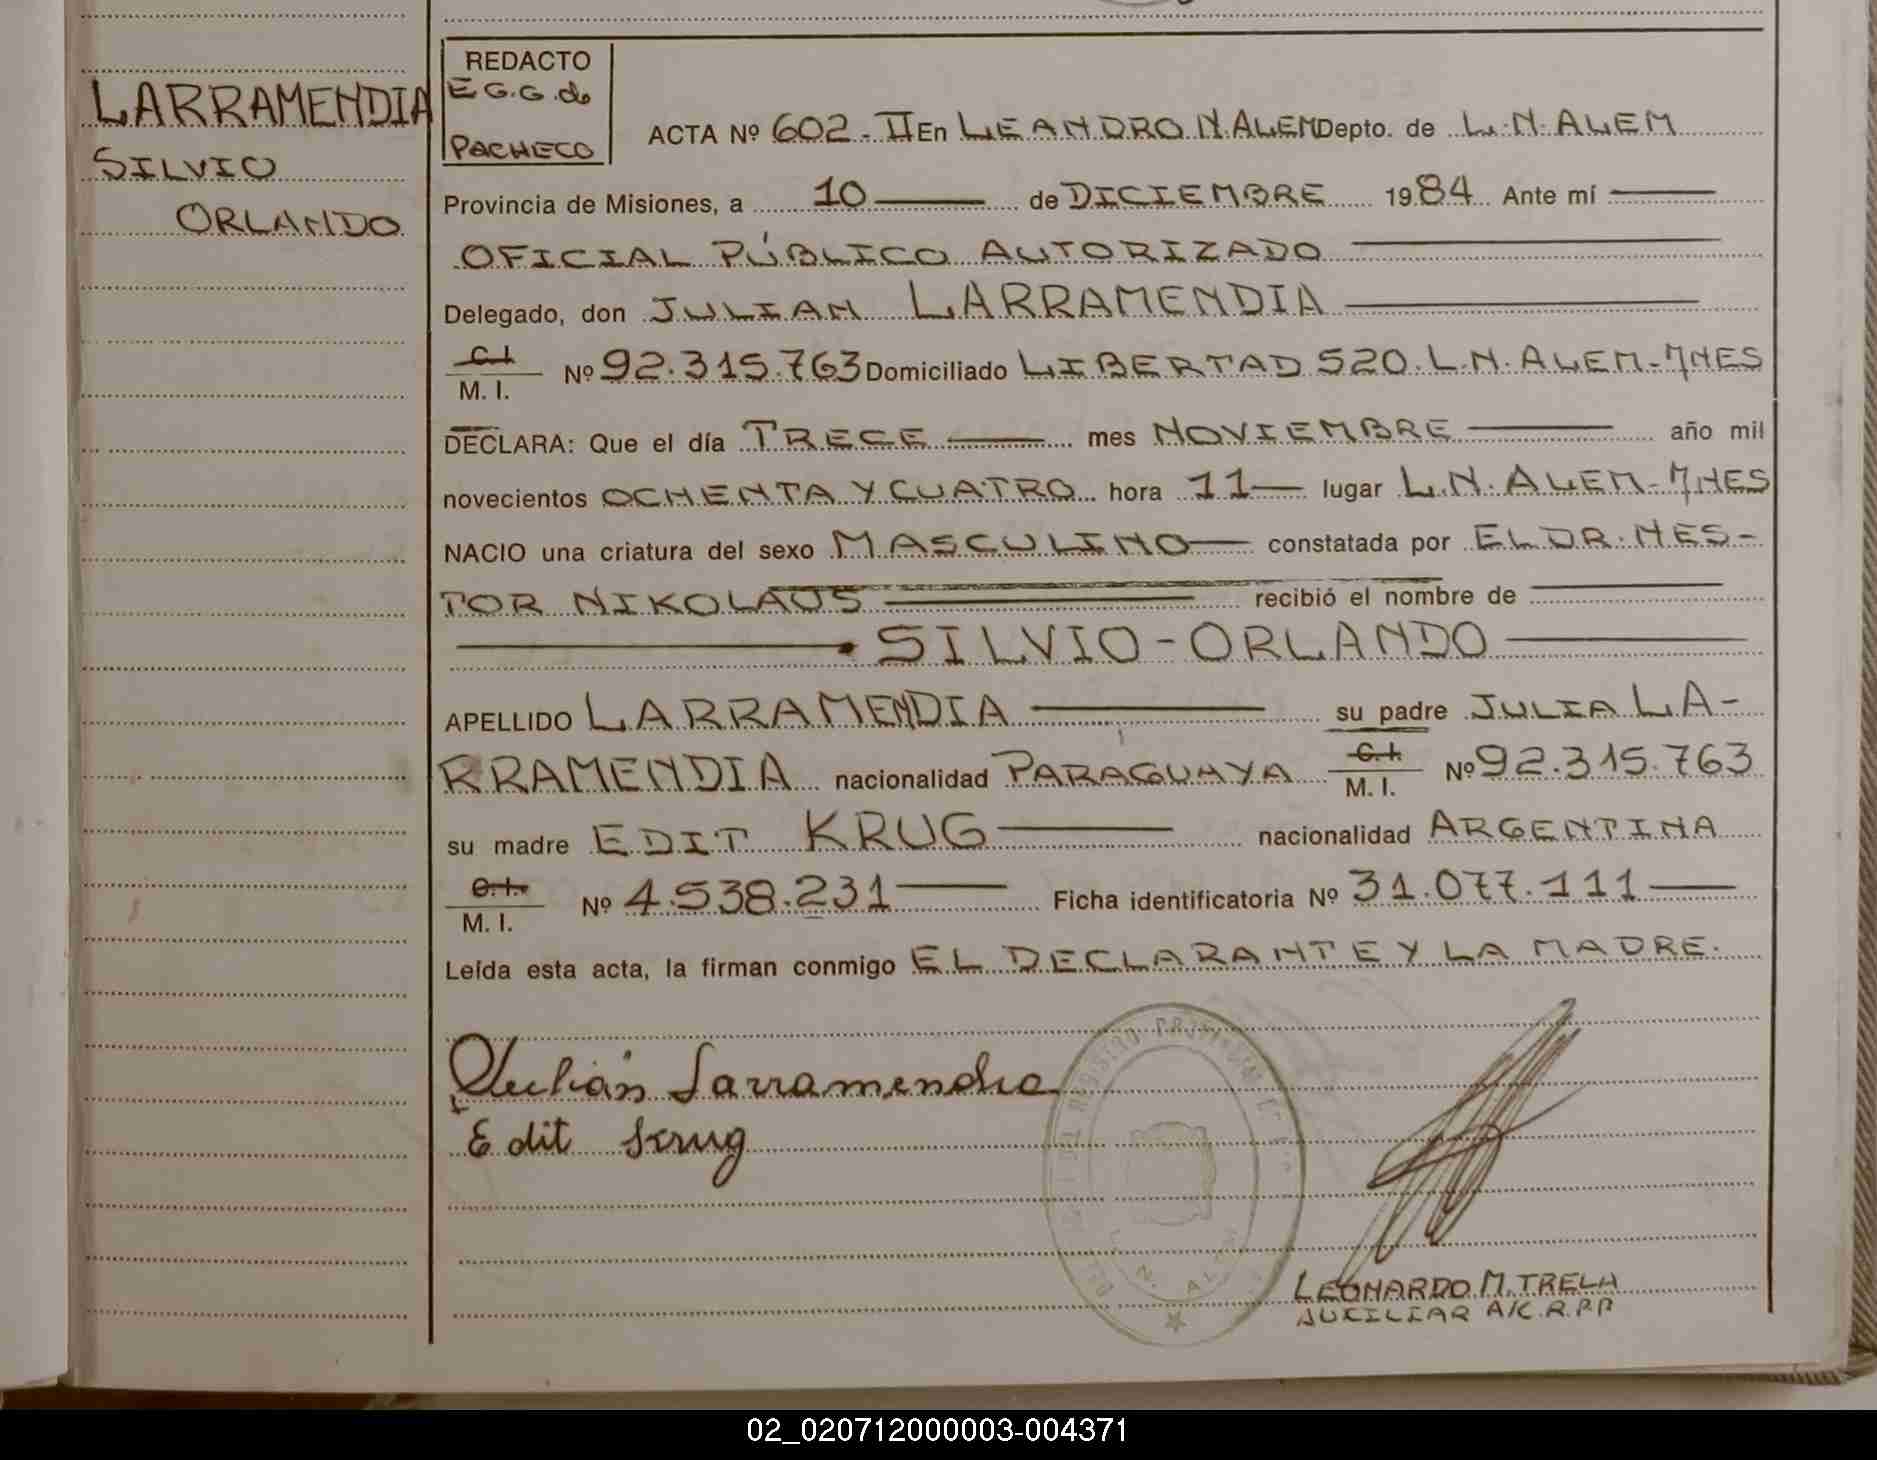 LARRAMENDIA
SILVIO
ORLANDO
REDACTO
E G.G. de
PACHECO
ACTA Nº 602.-II En LEANDRO N. ALEM Depto. de L.N. ALEM
Provincia de Misiones, a 10 de DICIEMBRE 1984 Ante mí
OFICIAL PÚBLICO AUTORIZADO
Delegado, don JULIAN LARRAMENDIA
C.I.
M. I. Nº 92.315.763 Domiciliado LIBERTAD 520. L.N. ALEM-MNES
DECLARA: Que el día TRECE mes NOVIEMBRE año mil
novecientos OCHENTA Y CUATRO hora 11 lugar L.N. ALEM-MNES
NACIO una criatura del sexo MASCULINO constatada por EL DR. NES-
TOR NIKOLAUS recibió el nombre de
SILVIO-ORLANDO
APELLIDO LARRAMENDIA su padre JULIA LA-
RRAMENDIA nacionalidad PARAGUAYA C.I. M. I. Nº 92.315.763
su madre EDIT KRUG nacionalidad ARGENTINA
C.I.
M. I. Nº 4.538.231 Ficha identificatoria Nº 31.077.111
Leída esta acta, la firman conmigo EL DECLARANTE Y LA MADRE.
Julián Larramendia
Edit Krug
L. N. ALEM
LEONARDO M. TRELA
AUXILIAR A/C. R.P.P
02_020712000003-004371